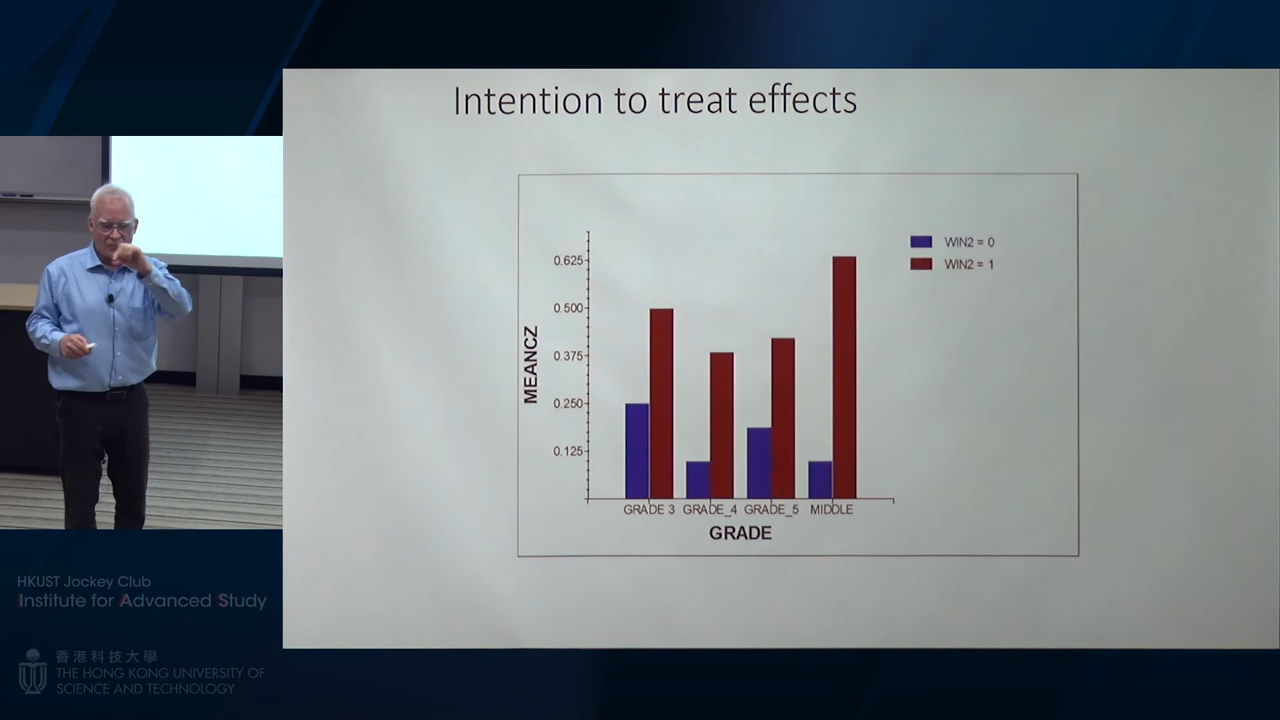 Intention to treat effects
WIN2 = 0
WIN2 = 1
MEANCZ
0.625
0.500
0.375
0.250
0.125
GRADE 3 GRADE_4 GRADE_5 MIDDLE
GRADE
HKUST Jockey Club
Institute for Advanced Study
香港科技大學
THE HONG KONG UNIVERSITY OF
SCIENCE AND TECHNOLOGY